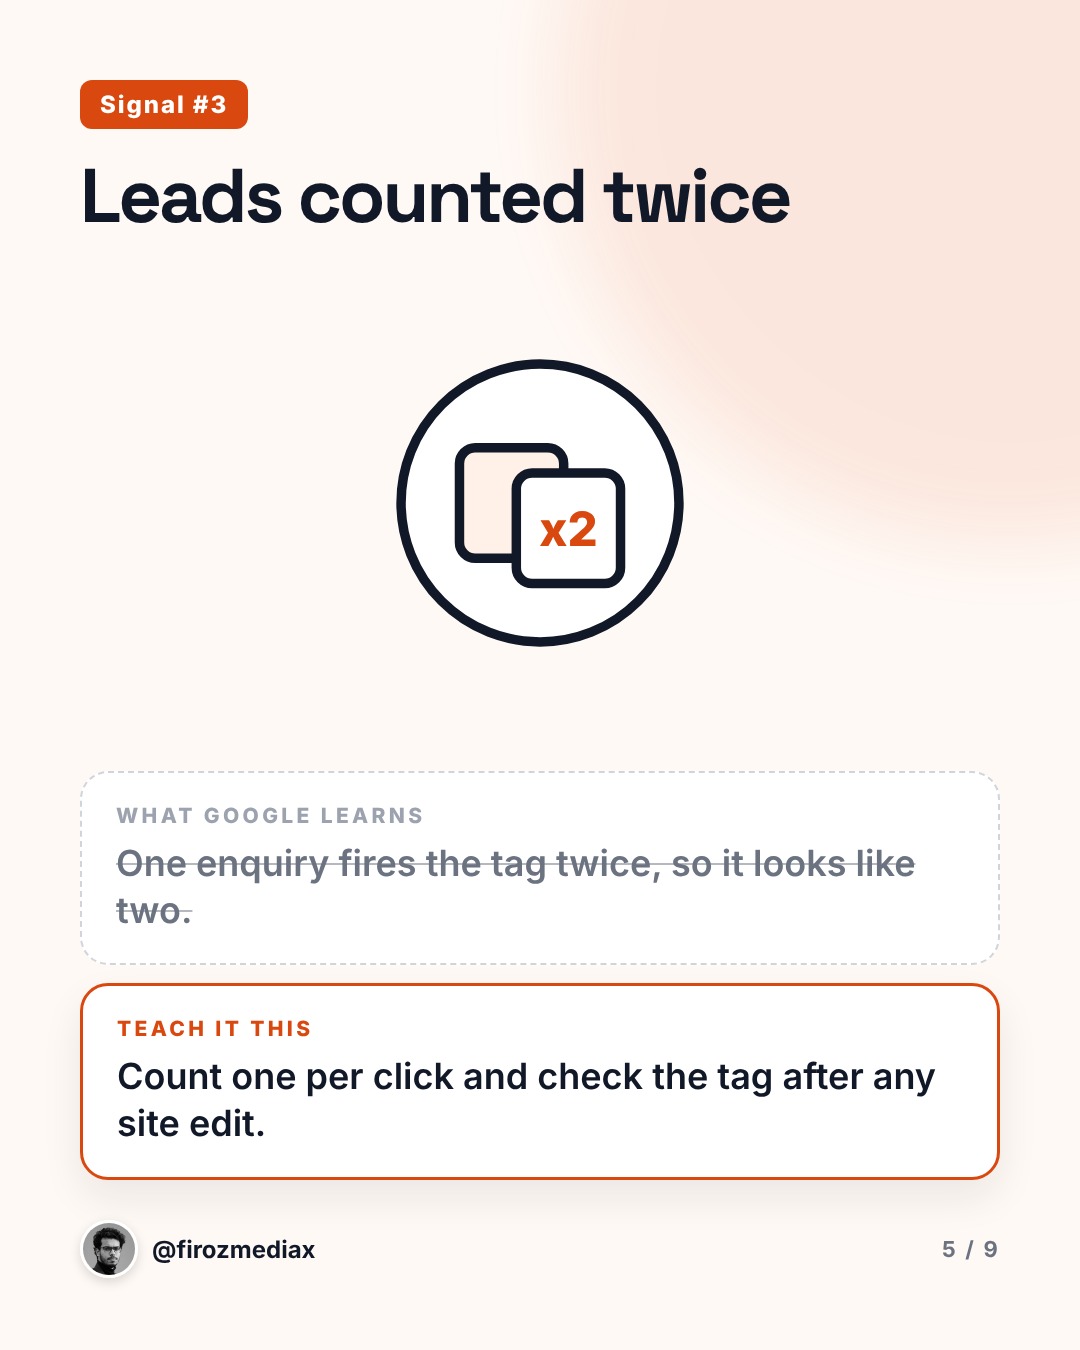 Signal #3
Leads counted twice
x2
WHAT GOOGLE LEARNS
One enquiry fires the tag twice, so it looks like
two.
TEACH IT THIS
Count one per click and check the tag after any
site edit.
@firozmediax
5 / 9